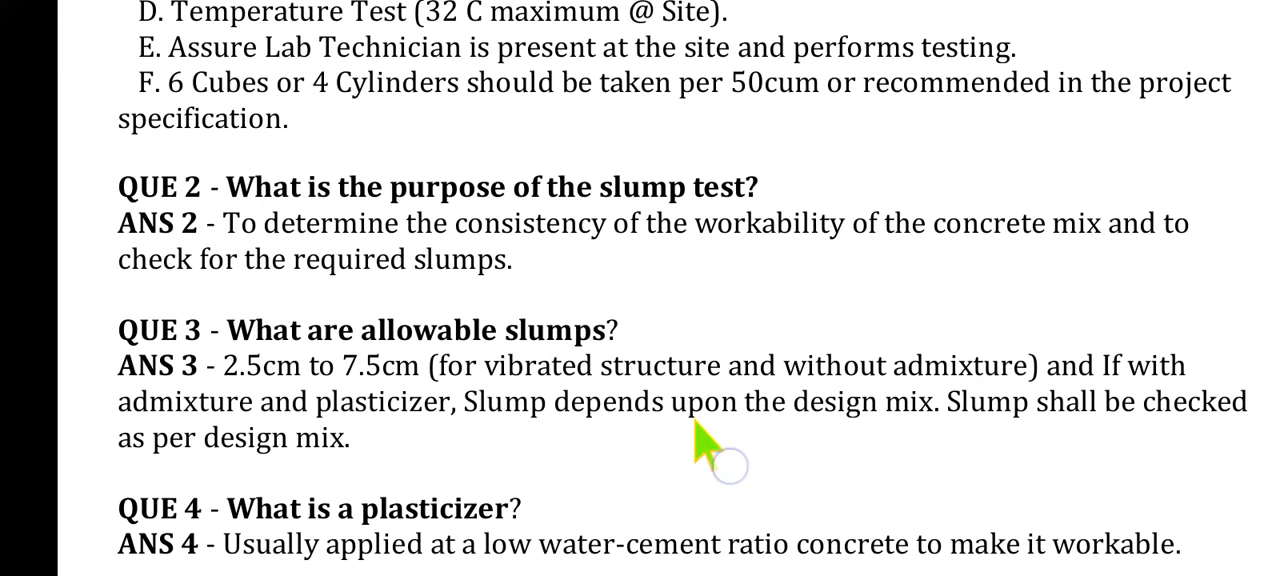 D. Temperature Test (32 C maximum @ Site).
E. Assure Lab Technician is present at the site and performs testing.
F. 6 Cubes or 4 Cylinders should be taken per 50cum or recommended in the project
specification.
QUE 2 - What is the purpose of the slump test?
ANS 2 - To determine the consistency of the workability of the concrete mix and to
check for the required slumps.
QUE 3 - What are allowable slumps?
ANS 3 - 2.5cm to 7.5cm (for vibrated structure and without admixture) and If with
admixture and plasticizer, Slump depends upon the design mix. Slump shall be checked
as per design mix.
QUE 4 - What is a plasticizer?
ANS 4 - Usually applied at a low water-cement ratio concrete to make it workable.